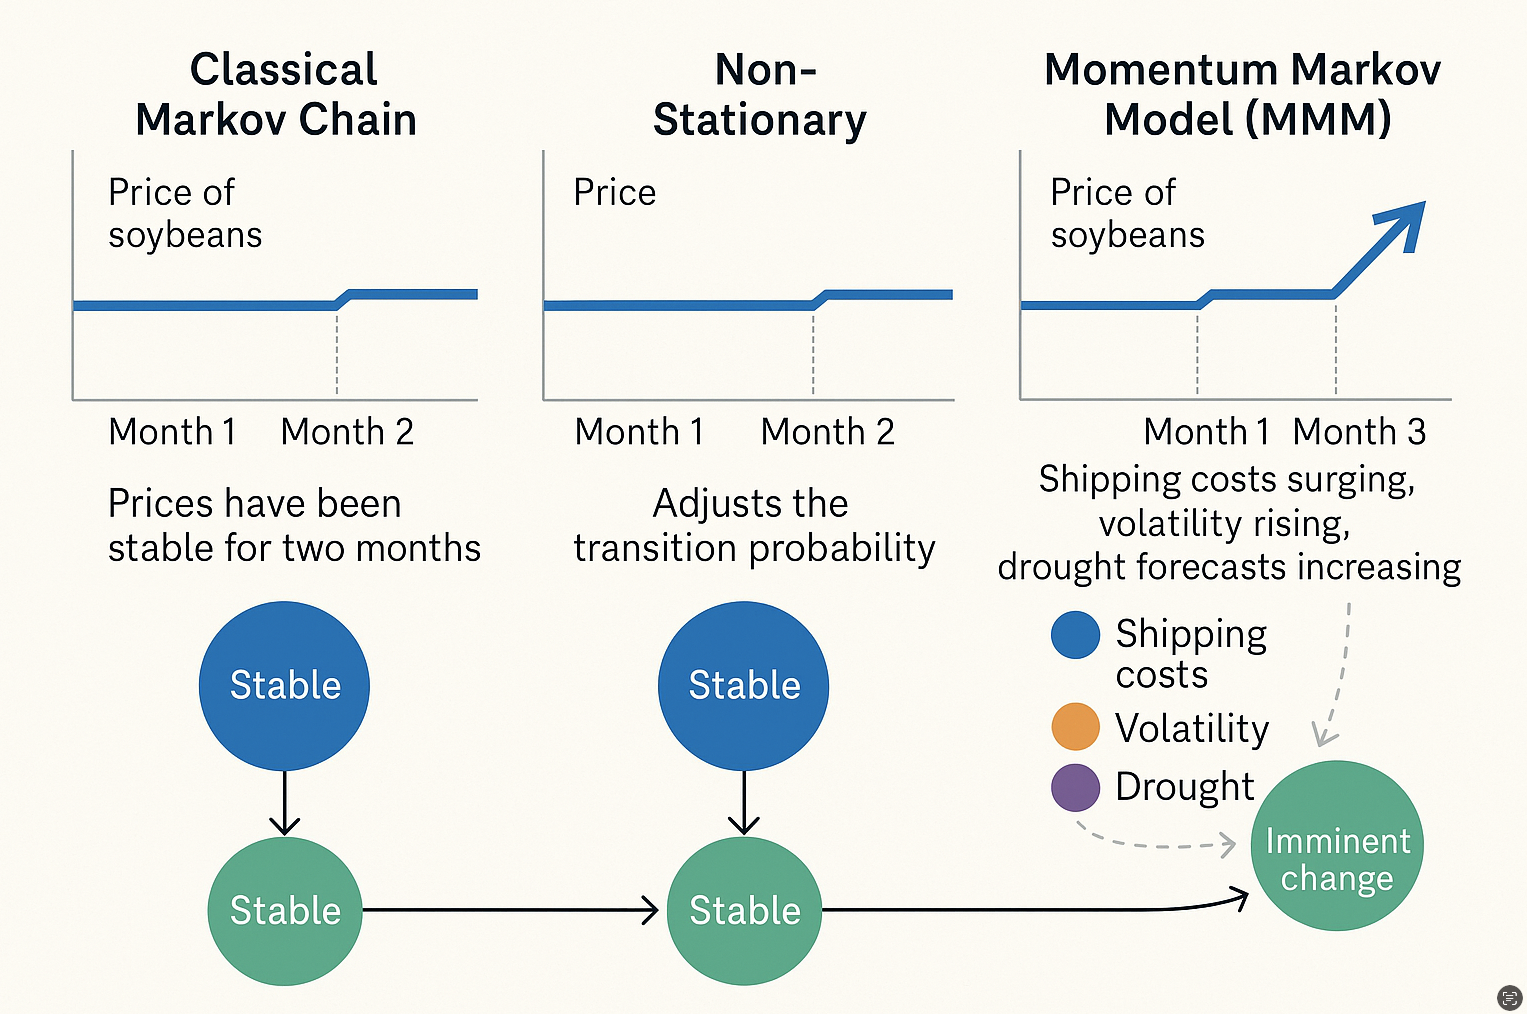 Classical
Markov Chain
Price of
soybeans
Month 1 Month 2
Prices have been
stable for two months
Stable
Stable
Non-
Stationary
Price
Month 1 Month 2
Adjusts the
transition probability
Stable
Stable
Momentum Markov
Model (MMM)
Price of
soybeans
Month 1 Month 3
Shipping costs surging,
volatility rising,
drought forecasts increasing
Shipping
costs
Volatility
Drought
Imminent
change